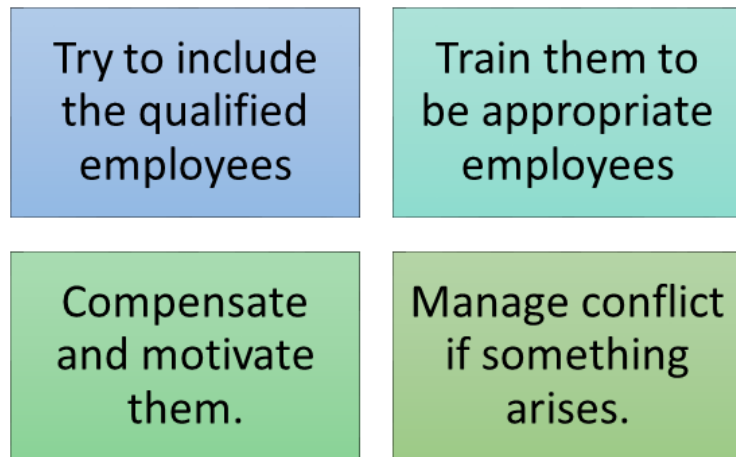 Try to include
the qualified
employees
Train them to
be appropriate
employees
Compensate
and motivate
them.
Manage conflict
if something
arises.